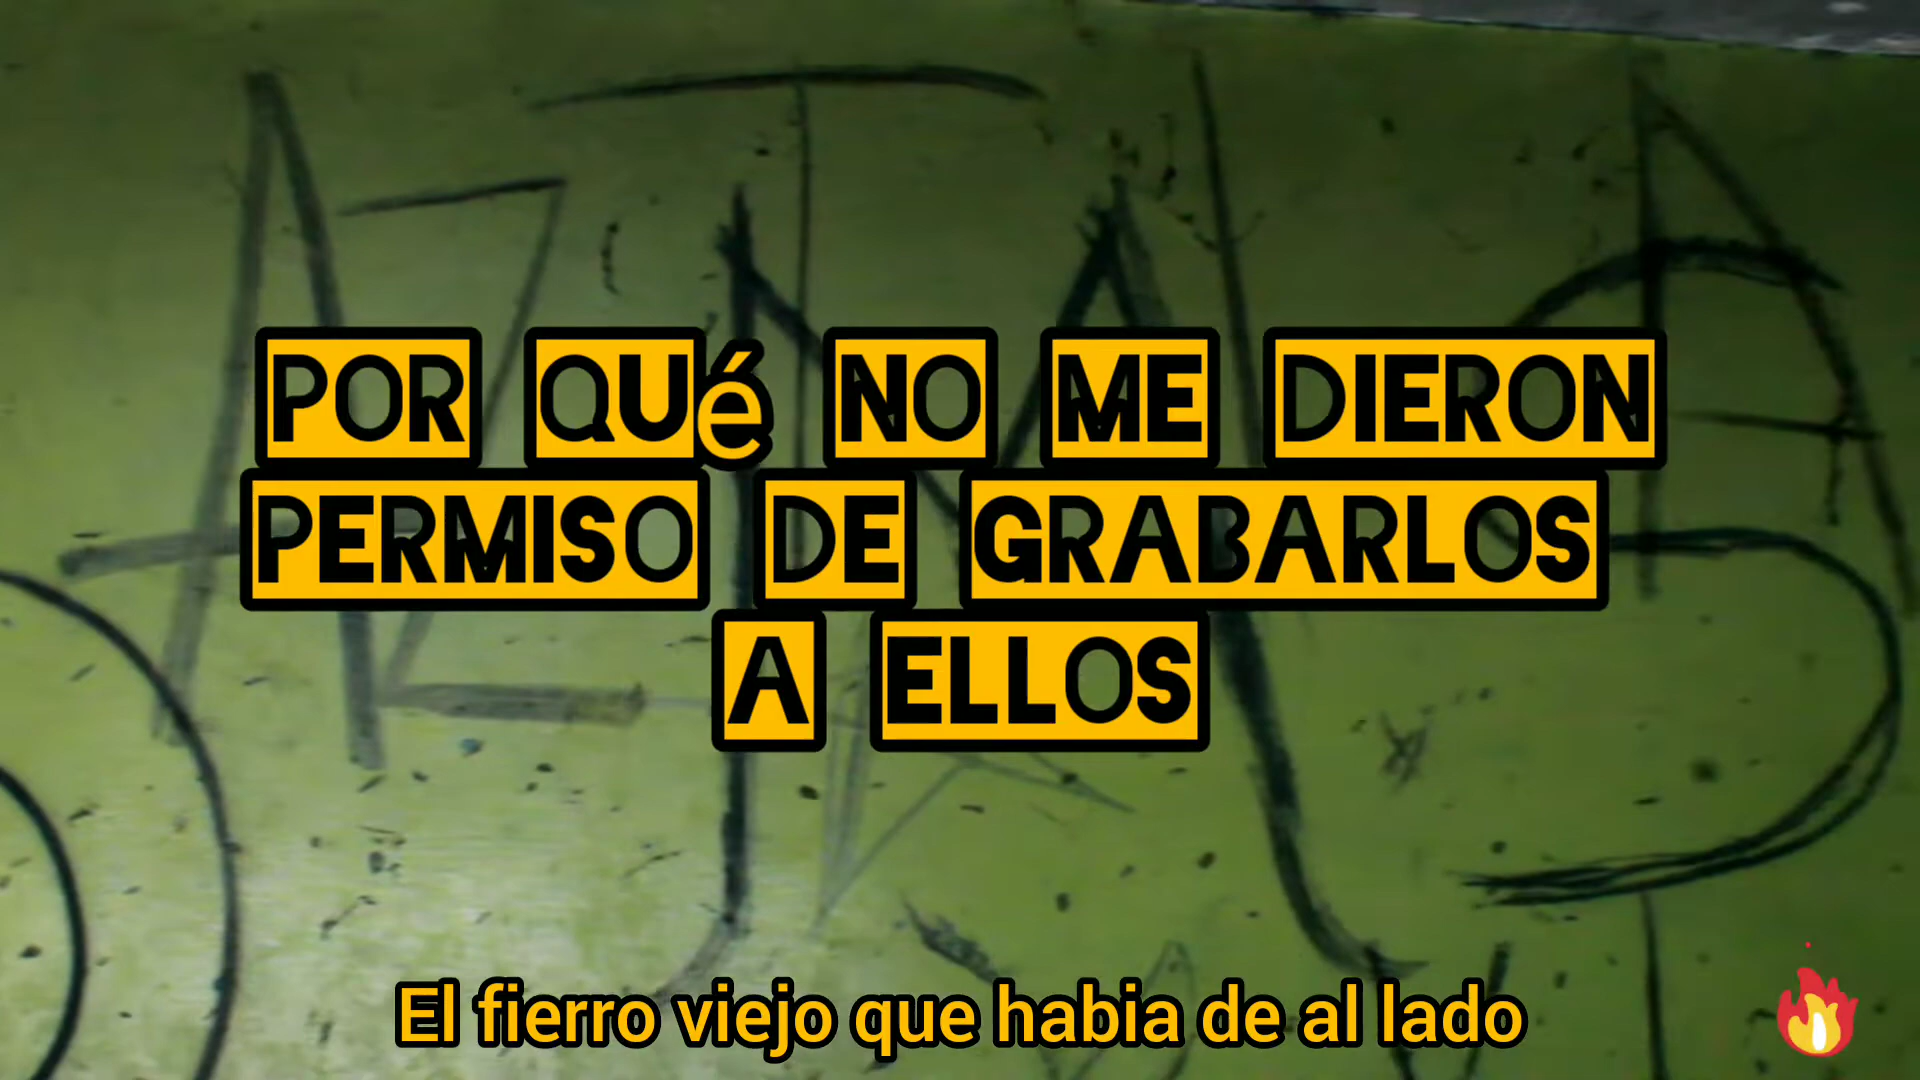 POR QUé NO ME DIERON
PERMISO DE GRABARLOS
A ELLOS
El fierro viejo que habia de al lado